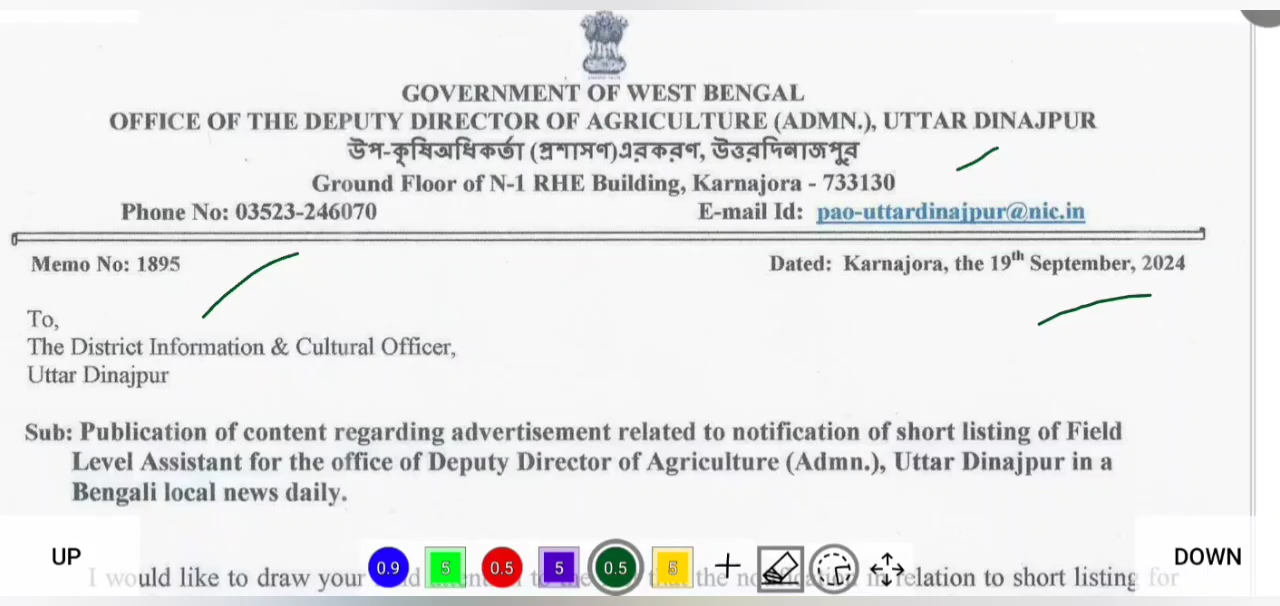 GOVERNMENT OF WEST BENGAL
OFFICE OF THE DEPUTY DIRECTOR OF AGRICULTURE (ADMN.), UTTAR DINAJPUR
উপ-কৃষিঅধিকর্তা (প্রশাসণ)এরকরণ, উত্তরদিনাজপুর
Ground Floor of N-1 RHE Building, Karnajora - 733130
Phone No: 03523-246070 E-mail Id: pao-uttardinajpur@nic.in
Memo No: 1895 Dated: Karnajora, the 19th September, 2024
To,
The District Information & Cultural Officer,
Uttar Dinajpur
Sub: Publication of content regarding advertisement related to notification of short listing of Field
Level Assistant for the office of Deputy Director of Agriculture (Admn.), Uttar Dinajpur in a
Bengali local news daily.
UP 0.9 5 0.5 5 0.5 5 DOWN
I would like to draw your to the the in relation to short listing for